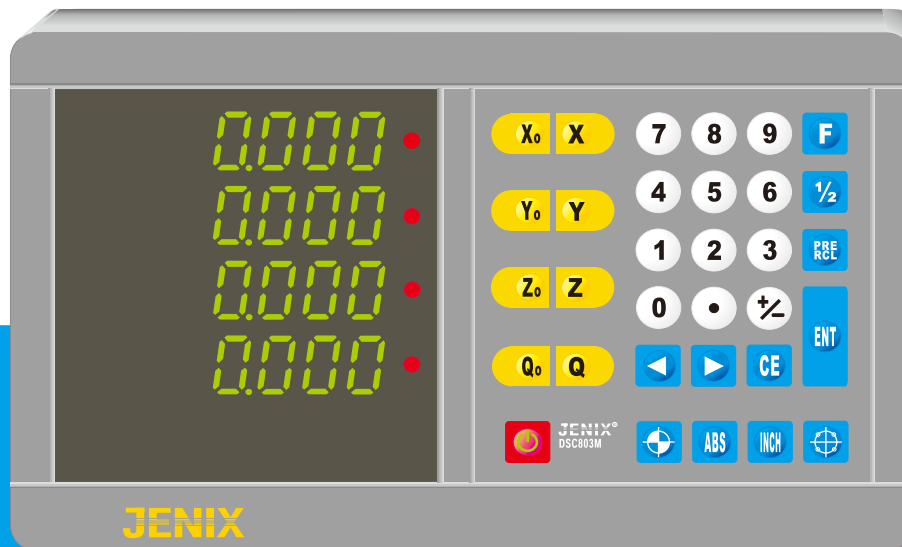 0.000
0.000
0.000
0.000
X₀ X
Y₀ Y
Z₀ Z
Q₀ Q
7 8 9 F
4 5 6 ½
1 2 3 PRE RCL
0 • +/− ENT
◀ ▶ CE
JENIX®
DSC803M
ABS INCH
JENIX